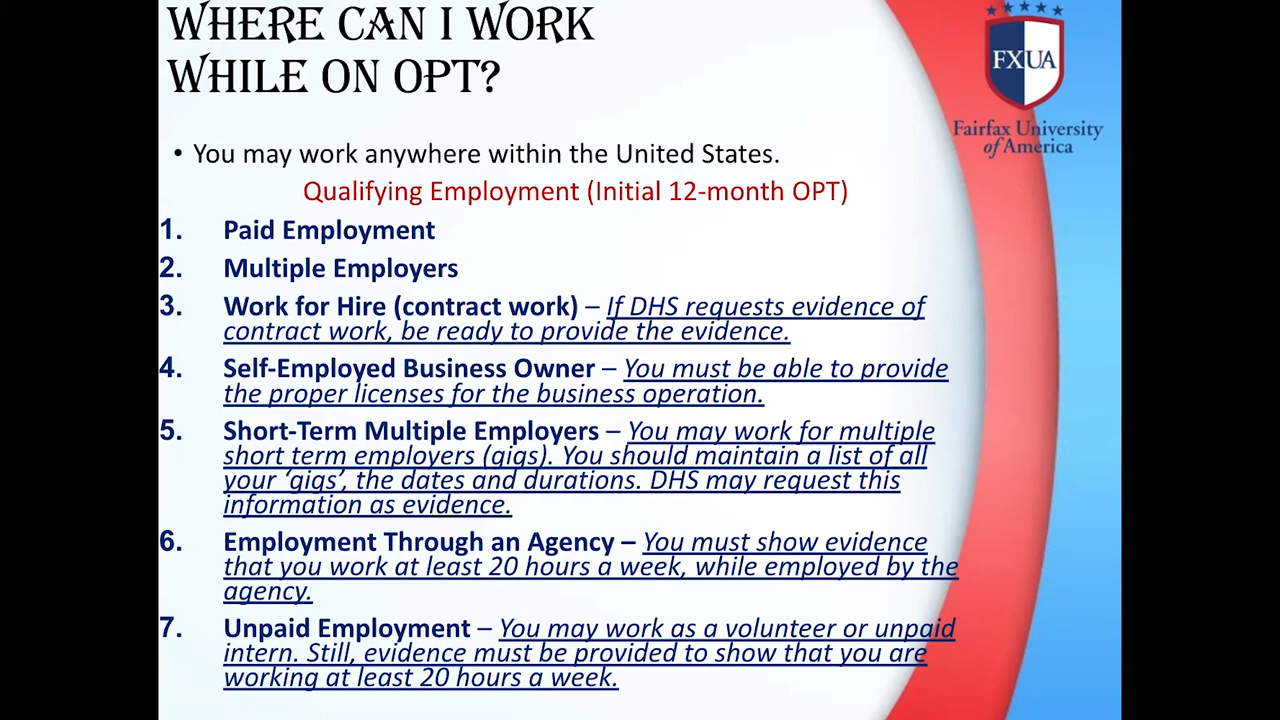 WHERE CAN I WORK
WHILE ON OPT?
FXUA
Fairfax University
of America
• You may work anywhere within the United States.
Qualifying Employment (Initial 12-month OPT)
1. Paid Employment
2. Multiple Employers
3. Work for Hire (contract work) – If DHS requests evidence of
contract work, be ready to provide the evidence.
4. Self-Employed Business Owner – You must be able to provide
the proper licenses for the business operation.
5. Short-Term Multiple Employers – You may work for multiple
short term employers (gigs). You should maintain a list of all
your ‘gigs’, the dates and durations. DHS may request this
information as evidence.
6. Employment Through an Agency – You must show evidence
that you work at least 20 hours a week, while employed by the
agency.
7. Unpaid Employment – You may work as a volunteer or unpaid
intern. Still, evidence must be provided to show that you are
working at least 20 hours a week.